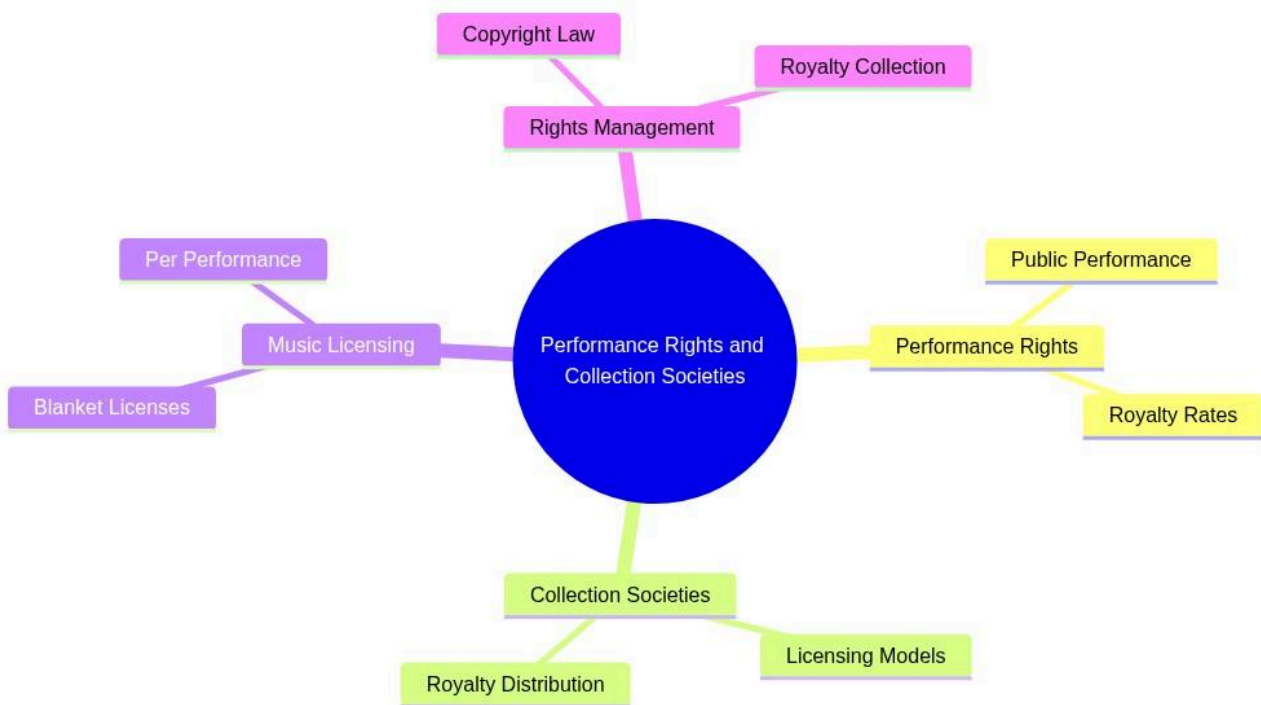 Copyright Law
Royalty Collection
Rights Management
Per Performance
Public Performance
Music Licensing
Performance Rights and
Collection Societies
Performance Rights
Blanket Licenses
Royalty Rates
Collection Societies
Licensing Models
Royalty Distribution